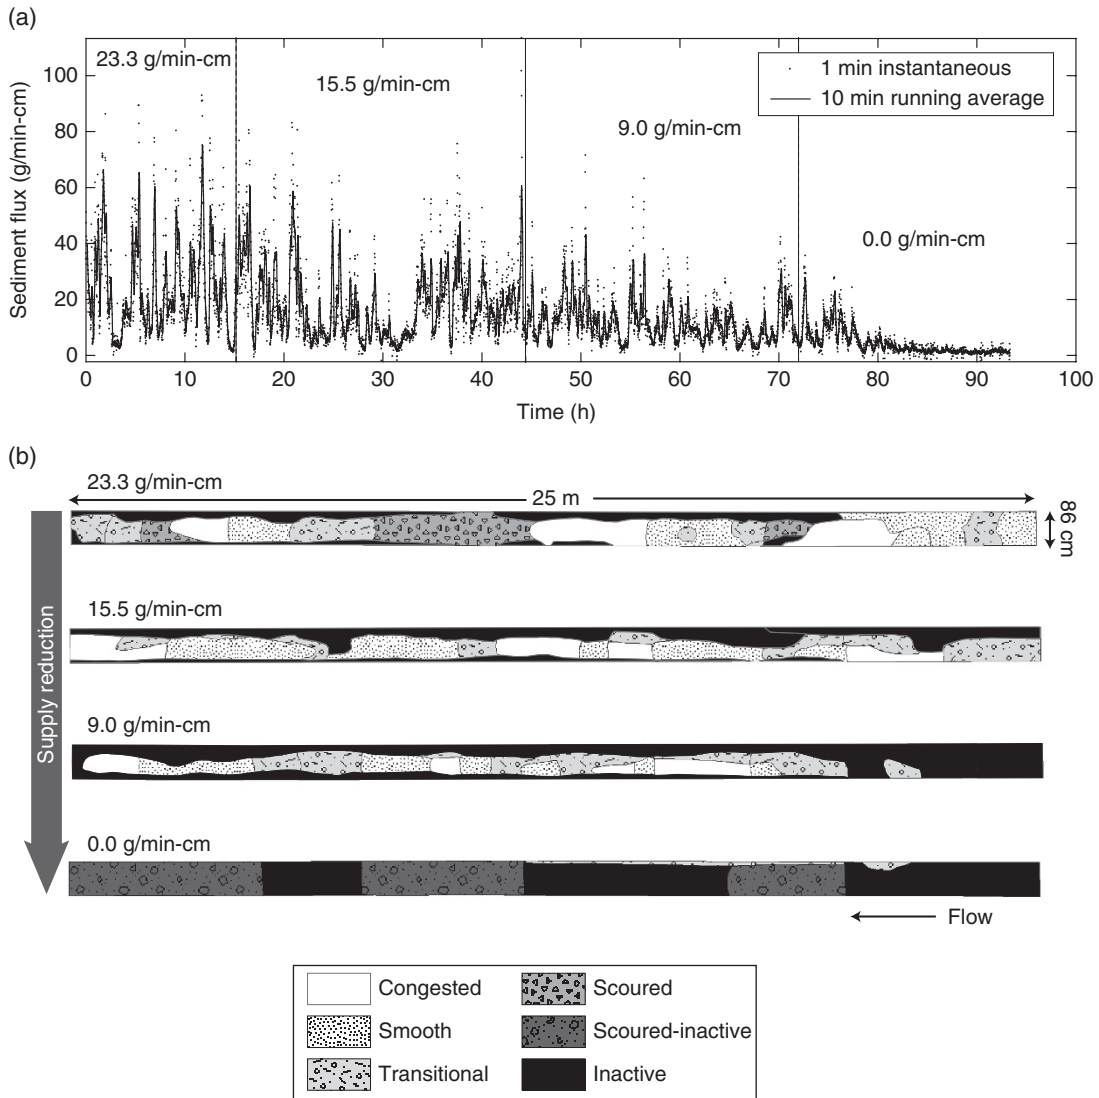 (a)
23.3 g/min-cm
15.5 g/min-cm
9.0 g/min-cm
0.0 g/min-cm
1 min instantaneous
10 min running average
Sediment flux (g/min-cm)
100
80
60
40
20
0
0 10 20 30 40 50 60 70 80 90 100
Time (h)
(b)
23.3 g/min-cm
25 m
86 cm
15.5 g/min-cm
9.0 g/min-cm
0.0 g/min-cm
Supply reduction
Flow
Congested
Smooth
Transitional
Scoured
Scoured-inactive
Inactive